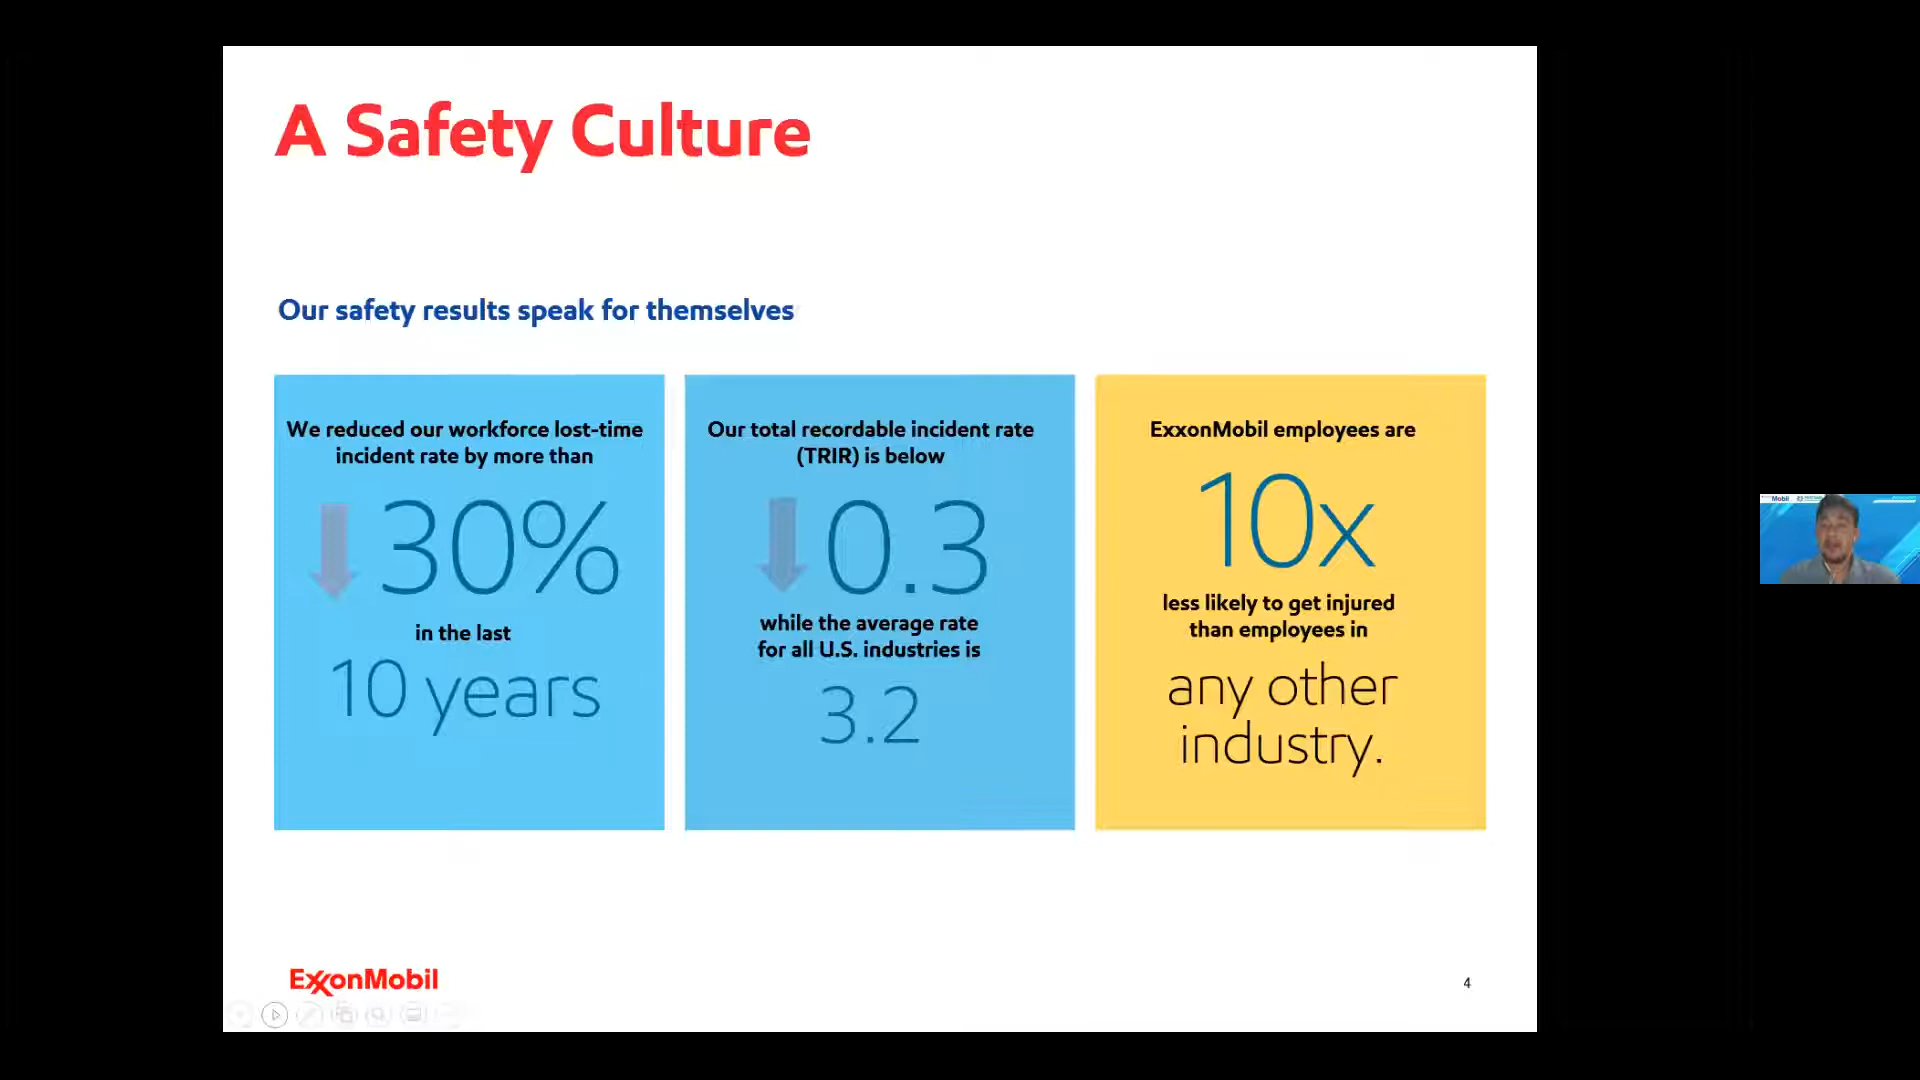 A Safety Culture
Our safety results speak for themselves
We reduced our workforce lost-time
incident rate by more than
30%
in the last
10 years
Our total recordable incident rate
(TRIR) is below
0.3
while the average rate
for all U.S. industries is
3.2
ExxonMobil employees are
10x
less likely to get injured
than employees in
any other
industry.
ExxonMobil
4
Mobil